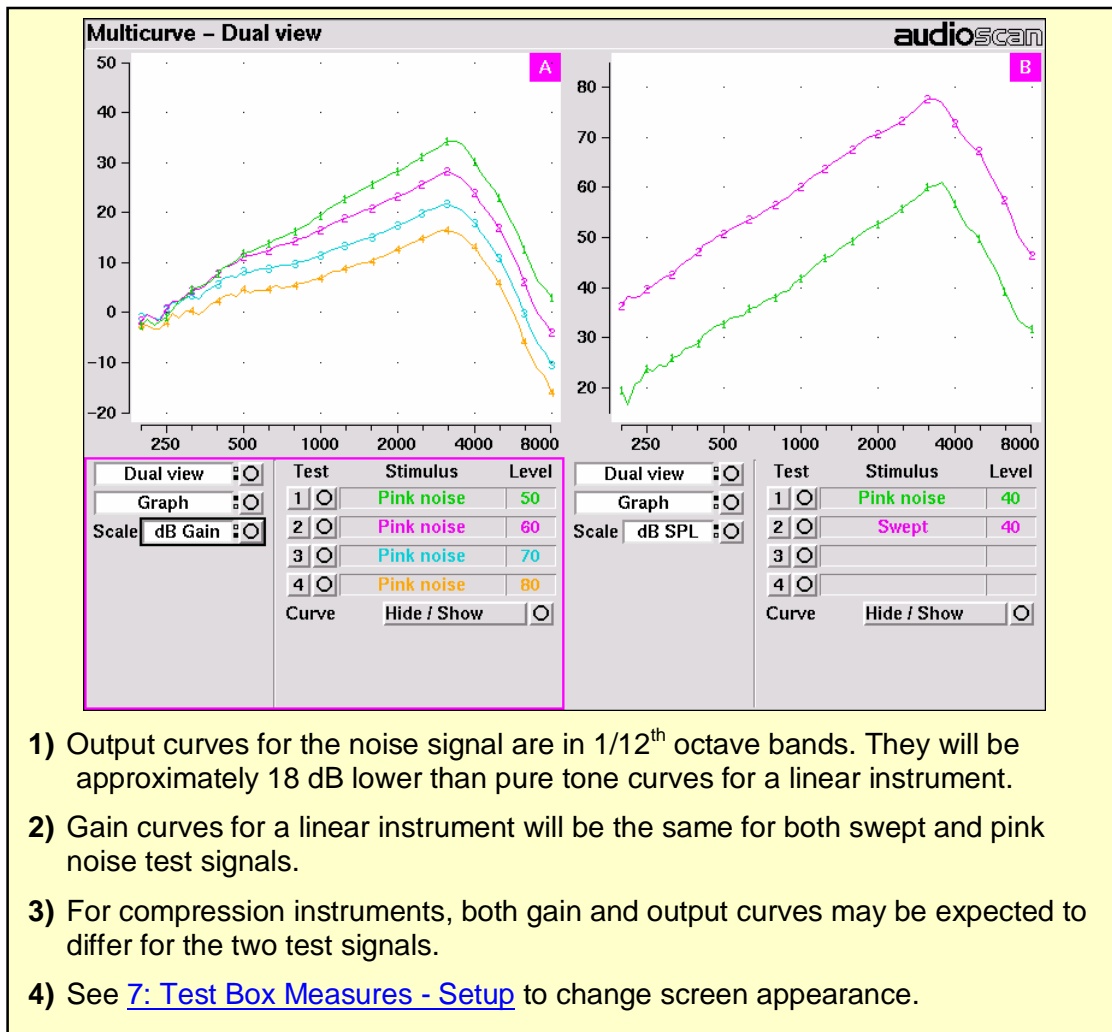 Multicurve – Dual view
audioscan
A
50
40
30
20
10
0
−10
−20
250 500 1000 2000 4000 8000
B
80
70
60
50
40
30
20
250 500 1000 2000 4000 8000
Dual view
Graph
Scale dB Gain
Test Stimulus Level
1 Pink noise 50
2 Pink noise 60
3 Pink noise 70
4 Pink noise 80
Curve Hide / Show
Dual view
Graph
Scale dB SPL
Test Stimulus Level
1 Pink noise 40
2 Swept 40
3
4
Curve Hide / Show
1) Output curves for the noise signal are in 1/12th octave bands. They will be
approximately 18 dB lower than pure tone curves for a linear instrument.
2) Gain curves for a linear instrument will be the same for both swept and pink
noise test signals.
3) For compression instruments, both gain and output curves may be expected to
differ for the two test signals.
4) See 7: Test Box Measures - Setup to change screen appearance.